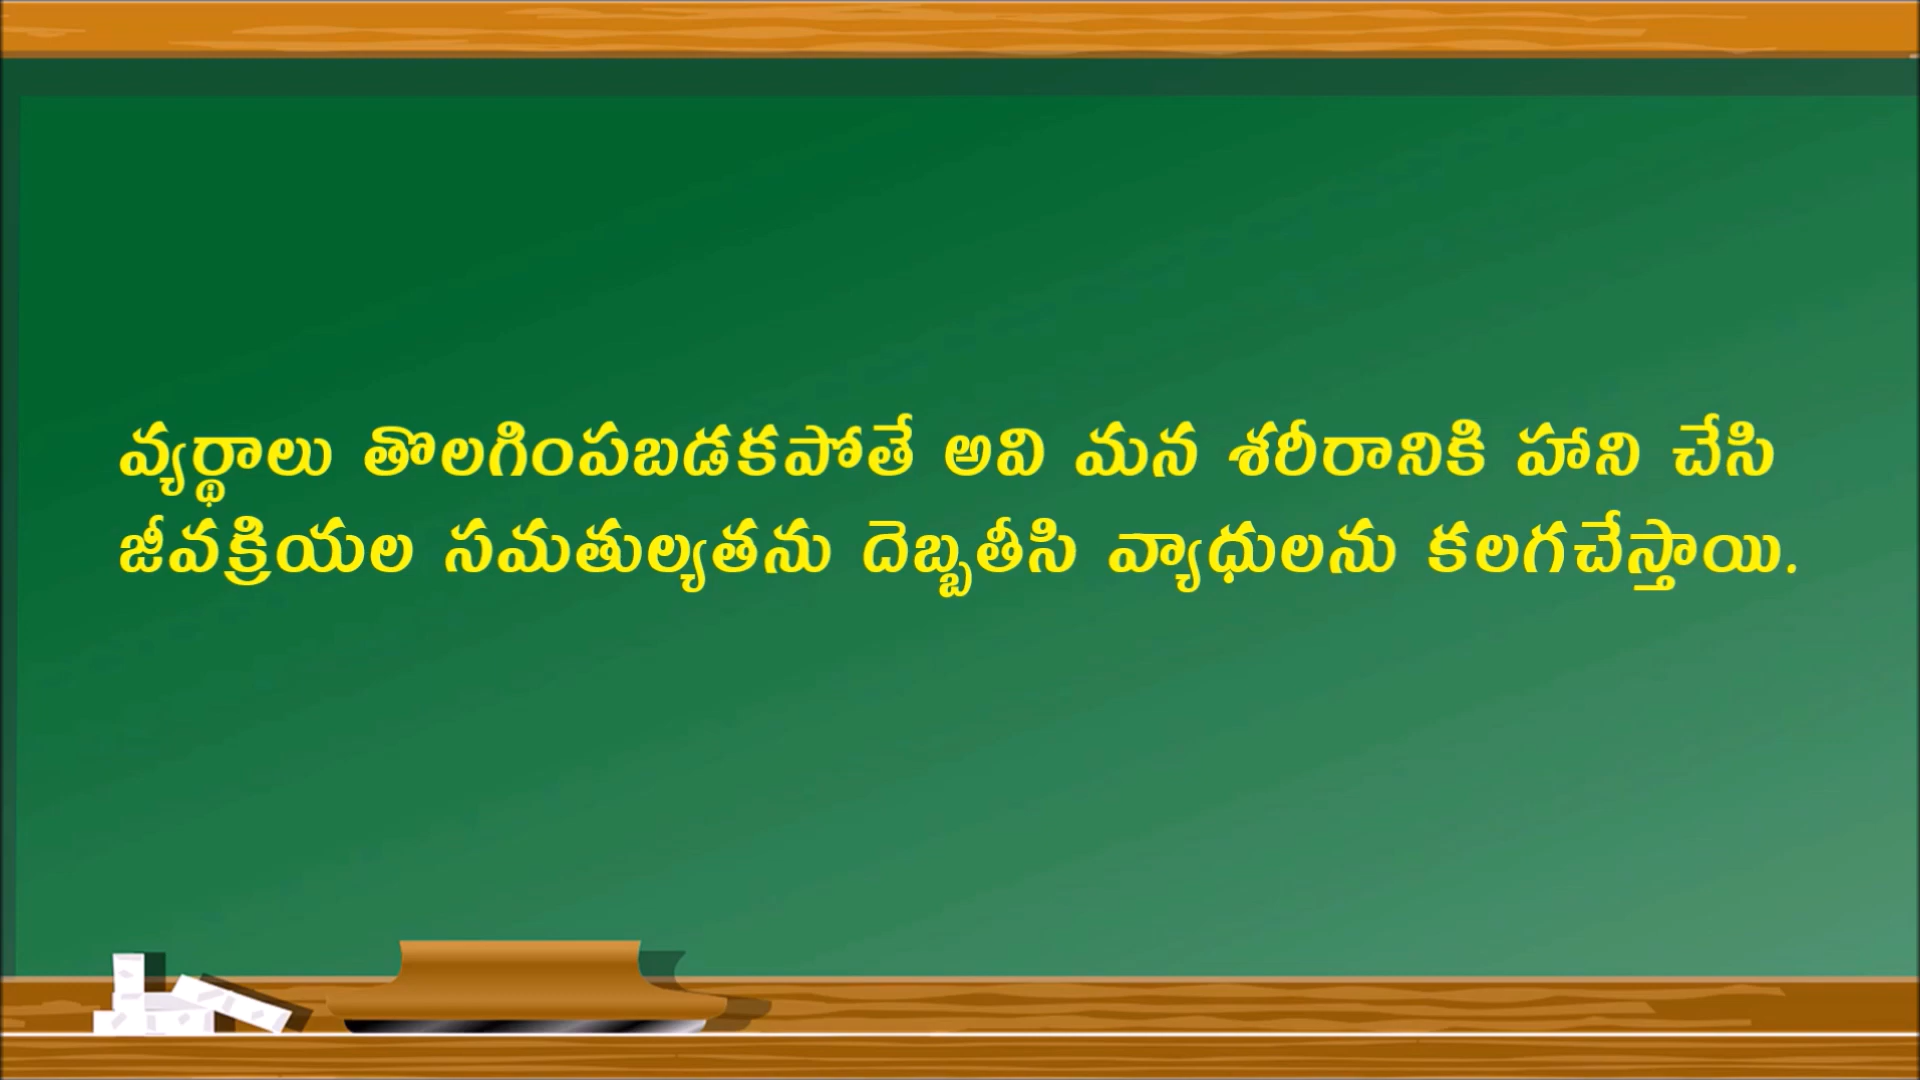 వ్యర్థాలు తొలగింపబడకపోతే అవి మన శరీరానికి హాని చేసి
జీవక్రియల సమతుల్యతను దెబ్బతీసి వ్యాధులను కలగచేస్తాయి.